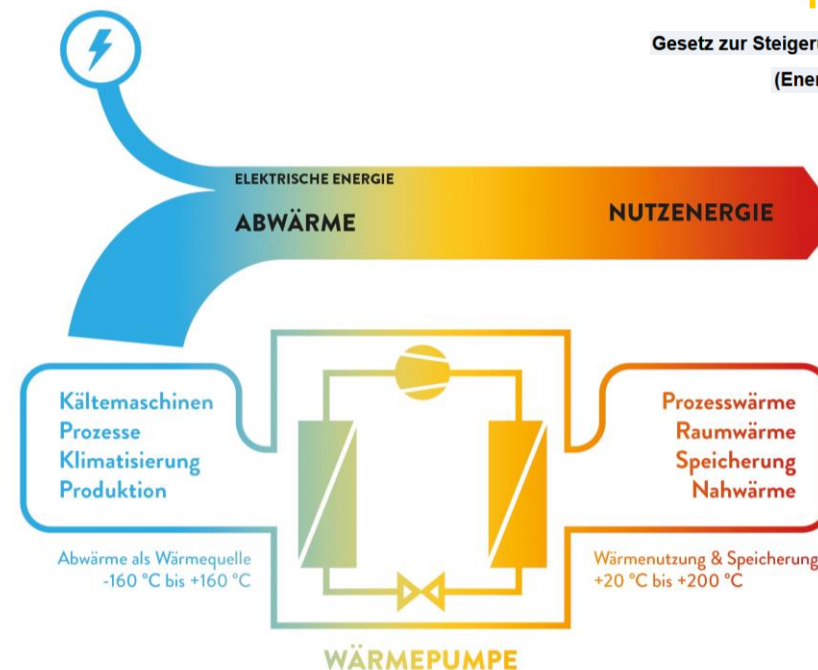 Gesetz zur Steiger
(Ener
ELEKTRISCHE ENERGIE
ABWÄRME
NUTZENERGIE
Kältemaschinen
Prozesse
Klimatisierung
Produktion
Prozesswärme
Raumwärme
Speicherung
Nahwärme
Abwärme als Wärmequelle
-160 °C bis +160 °C
Wärmenutzung & Speicherung
+20 °C bis +200 °C
WÄRMEPUMPE